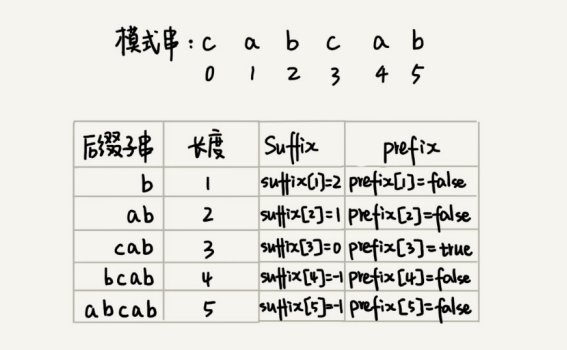 模式串: c a b c a b
0 1 2 3 4 5
后缀子串 长度 Suffix prefix
b 1 suffix[1]=2 prefix[1]=false
ab 2 suffix[2]=1 prefix[2]=false
cab 3 suffix[3]=0 prefix[3]=true
bcab 4 suffix[4]=-1 prefix[4]=false
abcab 5 suffix[5]=-1 prefix[5]=false